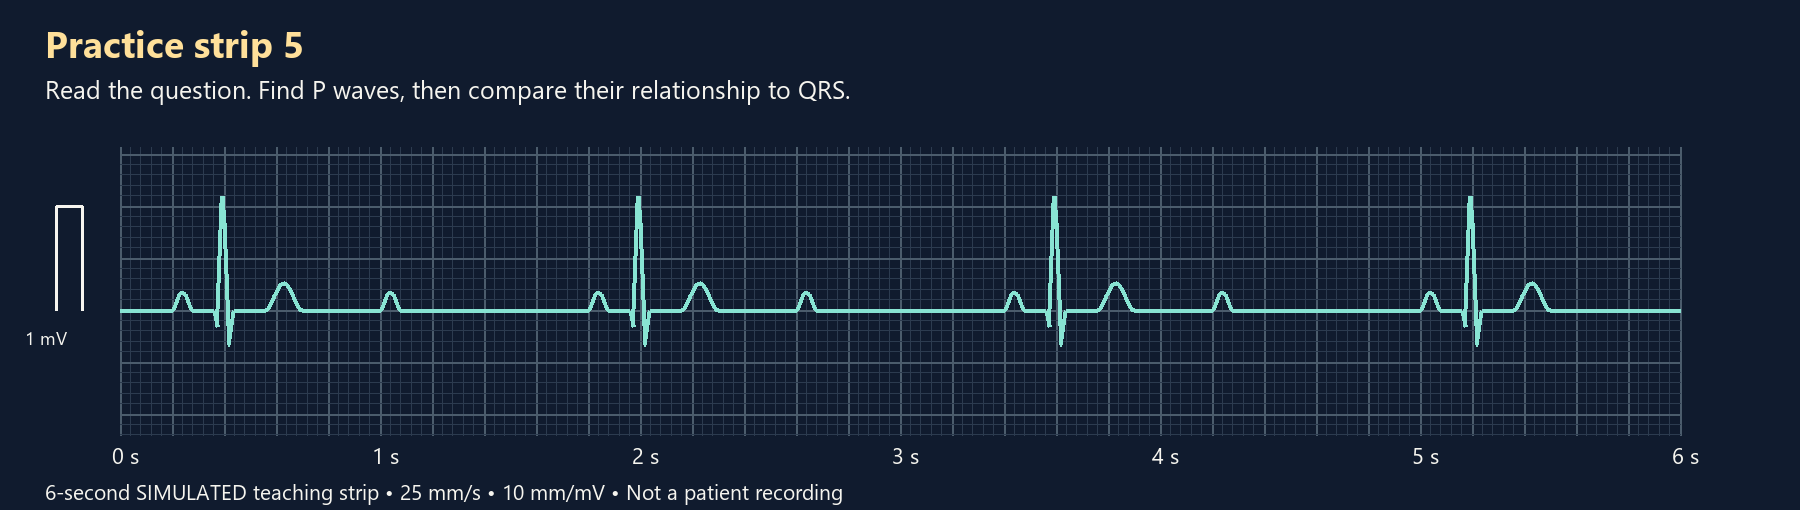 Practice strip 5
Read the question. Find P waves, then compare their relationship to QRS.
1 mV
0 s 1 s 2 s 3 s 4 s 5 s 6 s
6-second SIMULATED teaching strip • 25 mm/s • 10 mm/mV • Not a patient recording